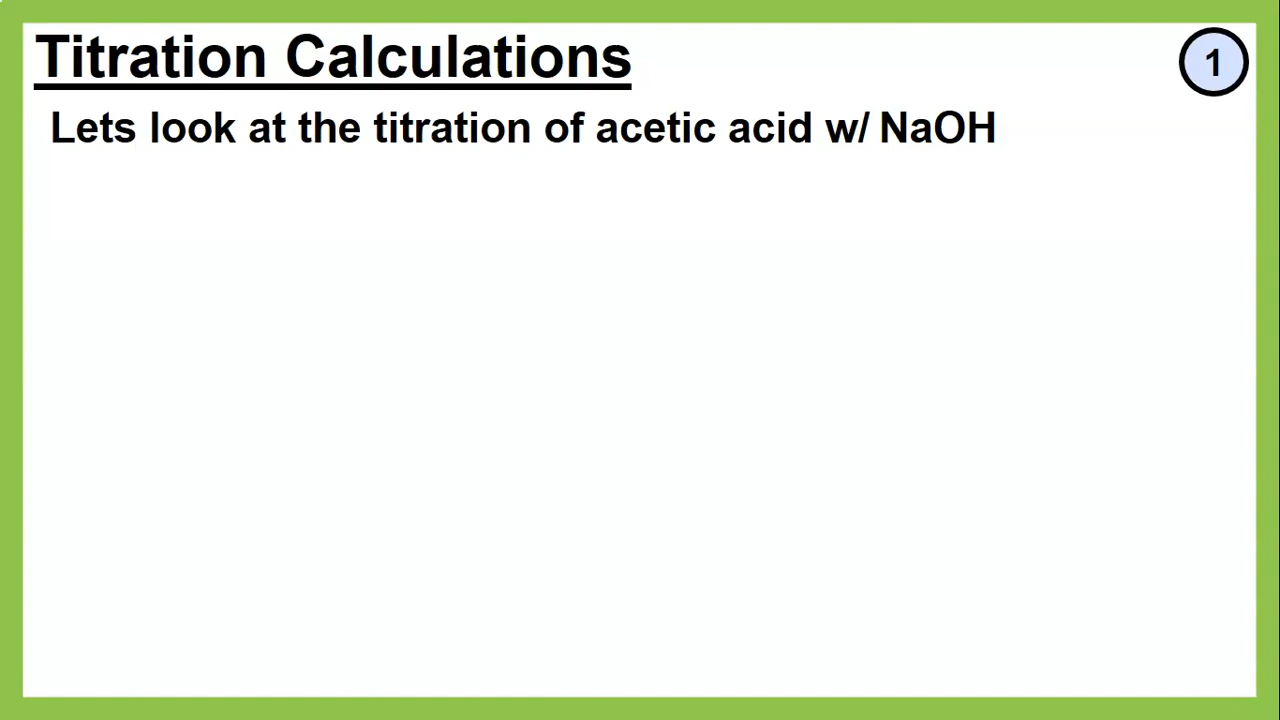 Titration Calculations
1
Lets look at the titration of acetic acid w/ NaOH